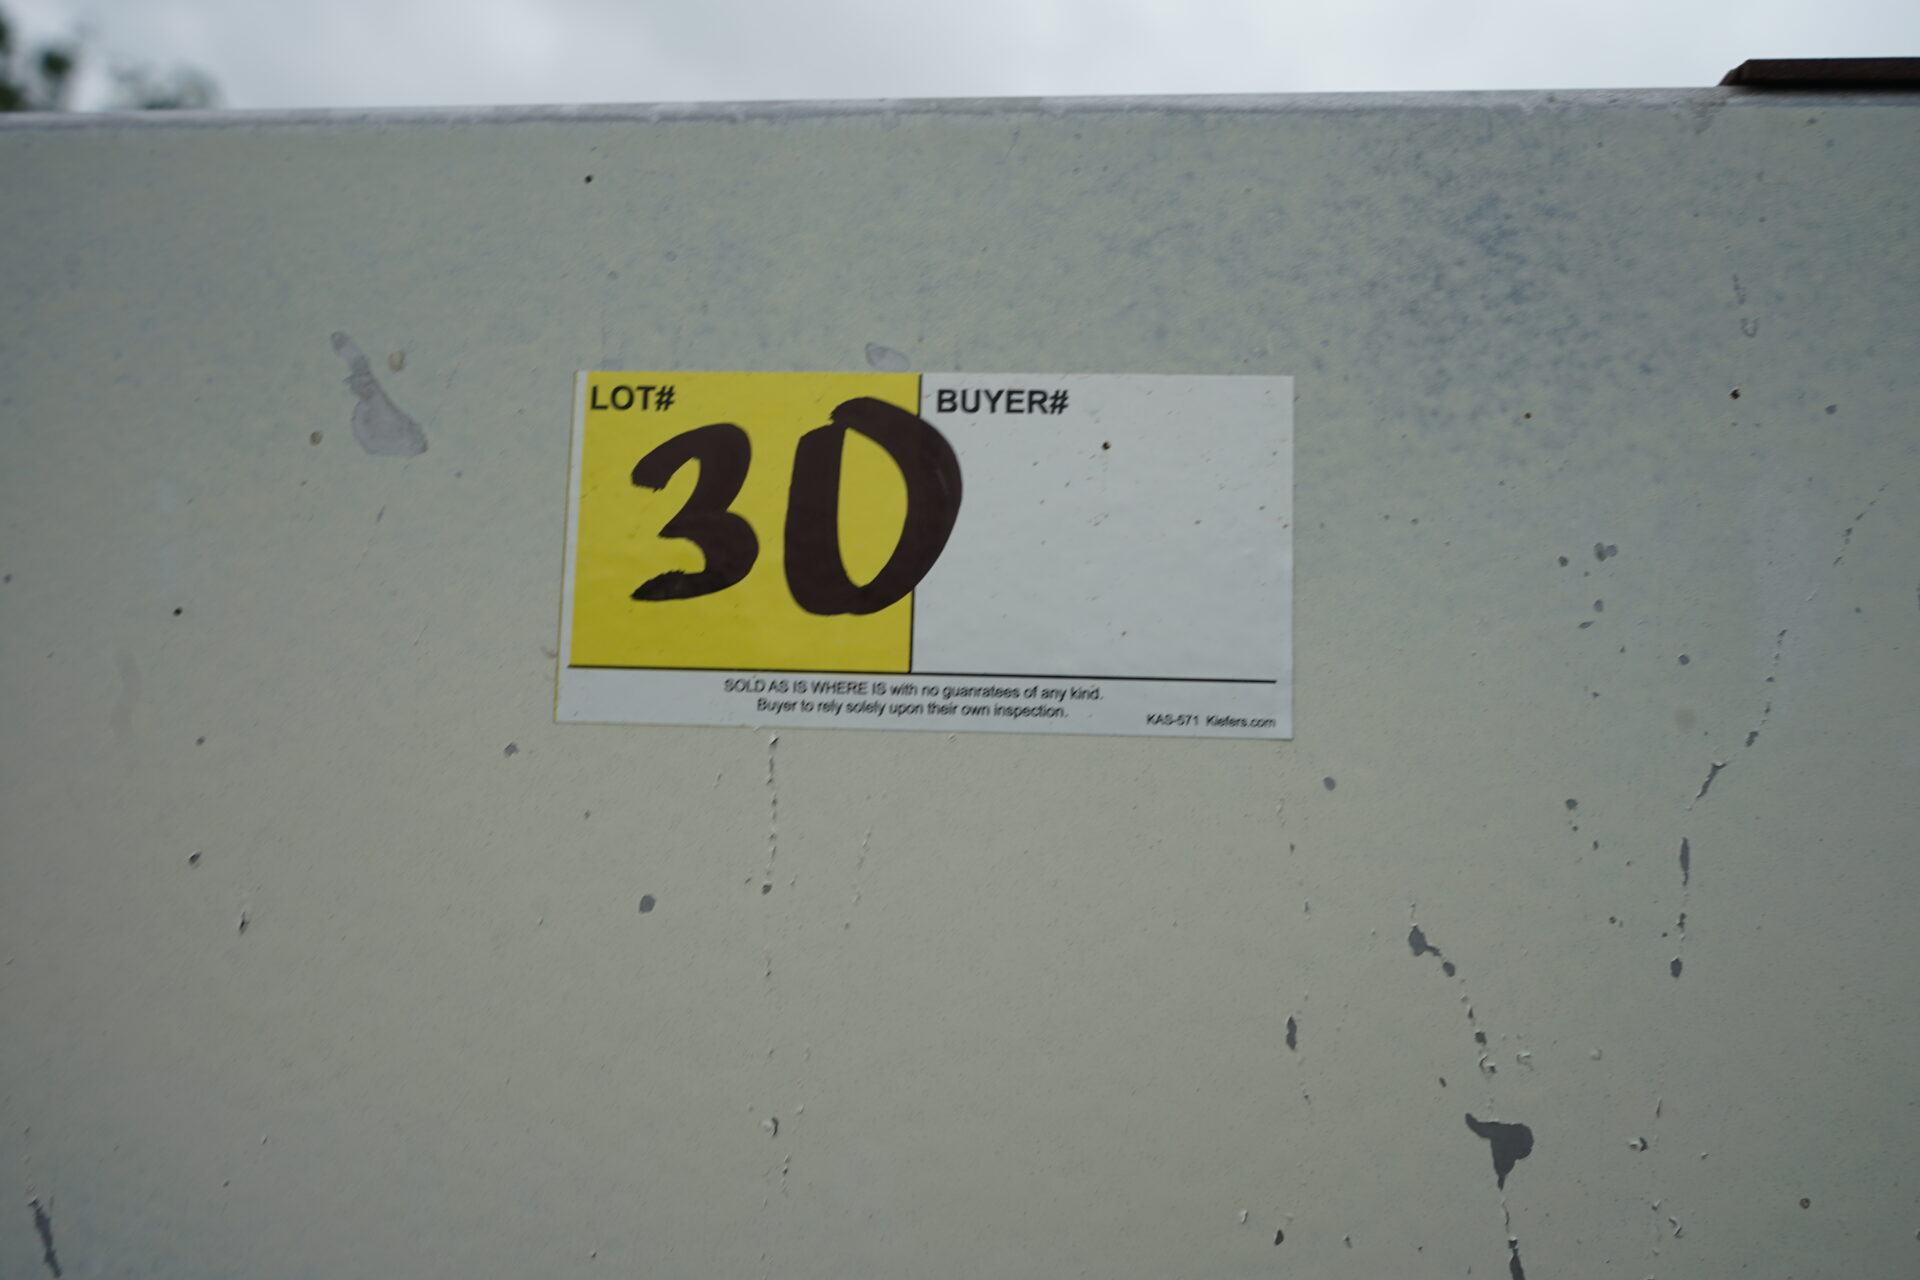 LOT# BUYER#
30
SOLD AS IS WHERE IS with no guanratees of any kind.
Buyer to rely solely upon their own inspection.
KAS-571 Kiefers.com